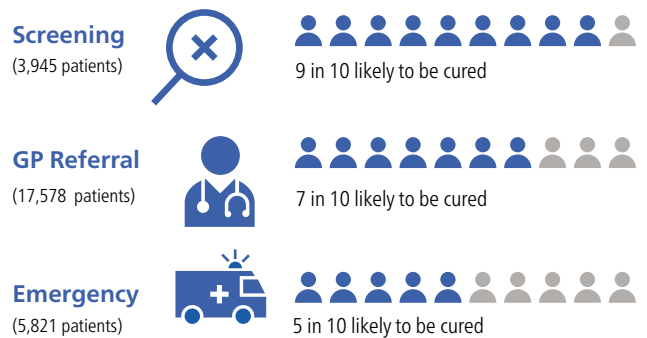 Screening
(3,945 patients)
9 in 10 likely to be cured
GP Referral
(17,578 patients)
7 in 10 likely to be cured
Emergency
(5,821 patients)
5 in 10 likely to be cured